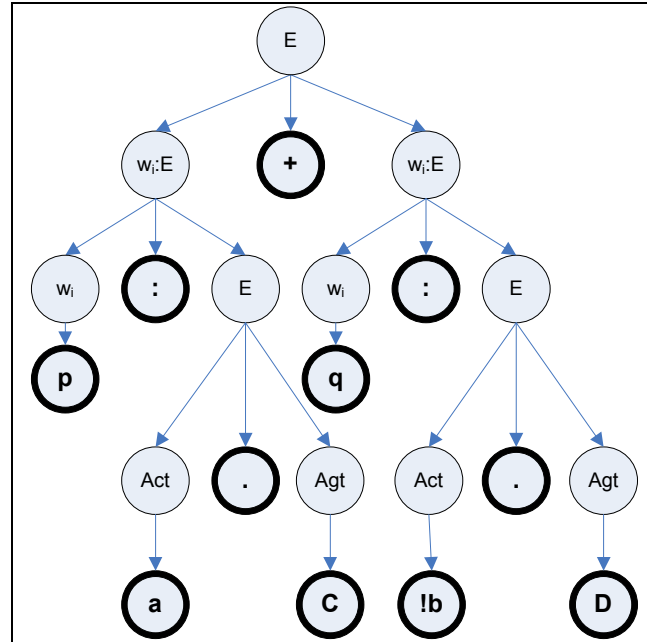 E
wᵢ:E + wᵢ:E
wᵢ : E wᵢ : E
p q
Act . Agt Act . Agt
a C !b D